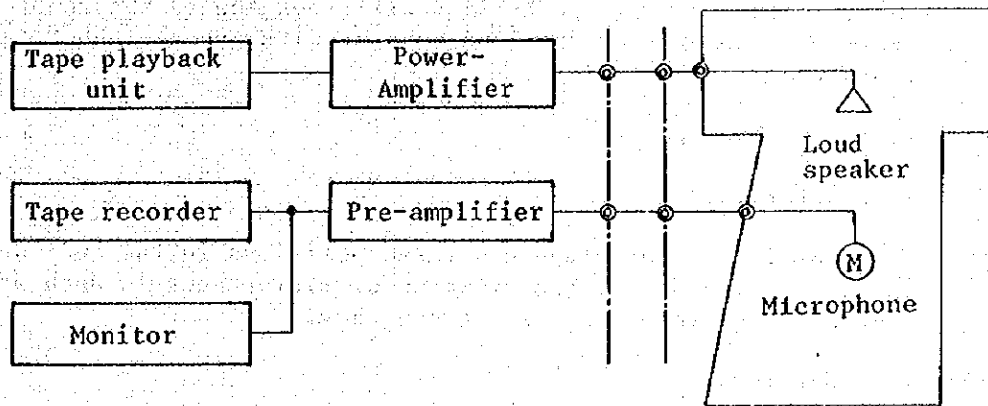 Tape playback
unit
Power-
Amplifier
Loud
speaker
Tape recorder
Pre-amplifier
M
Microphone
Monitor